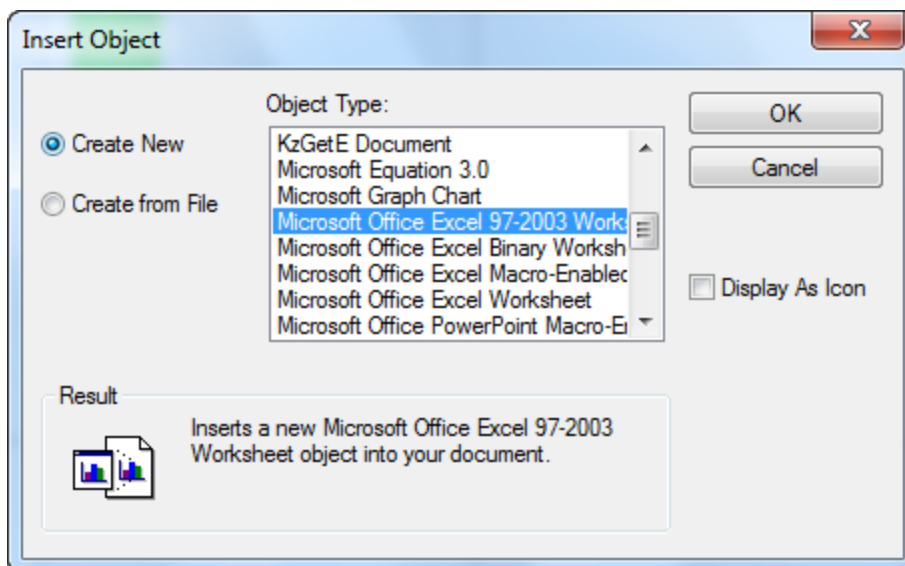 Insert Object
Object Type:
Create New
Create from File
KzGetE Document
Microsoft Equation 3.0
Microsoft Graph Chart
Microsoft Office Excel 97-2003 Works
Microsoft Office Excel Binary Worksh
Microsoft Office Excel Macro-Enabled
Microsoft Office Excel Worksheet
Microsoft Office PowerPoint Macro-E
OK
Cancel
Display As Icon
Result
Inserts a new Microsoft Office Excel 97-2003
Worksheet object into your document.